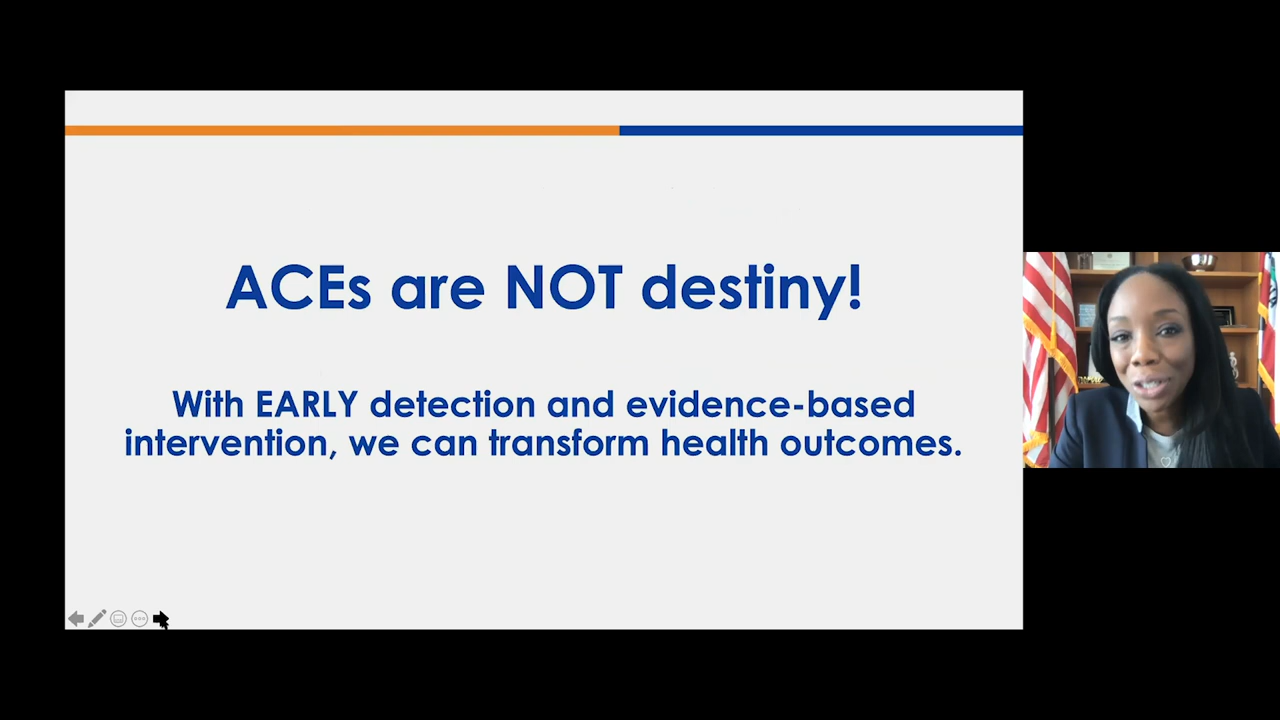 ACEs are NOT destiny!
With EARLY detection and evidence-based
intervention, we can transform health outcomes.